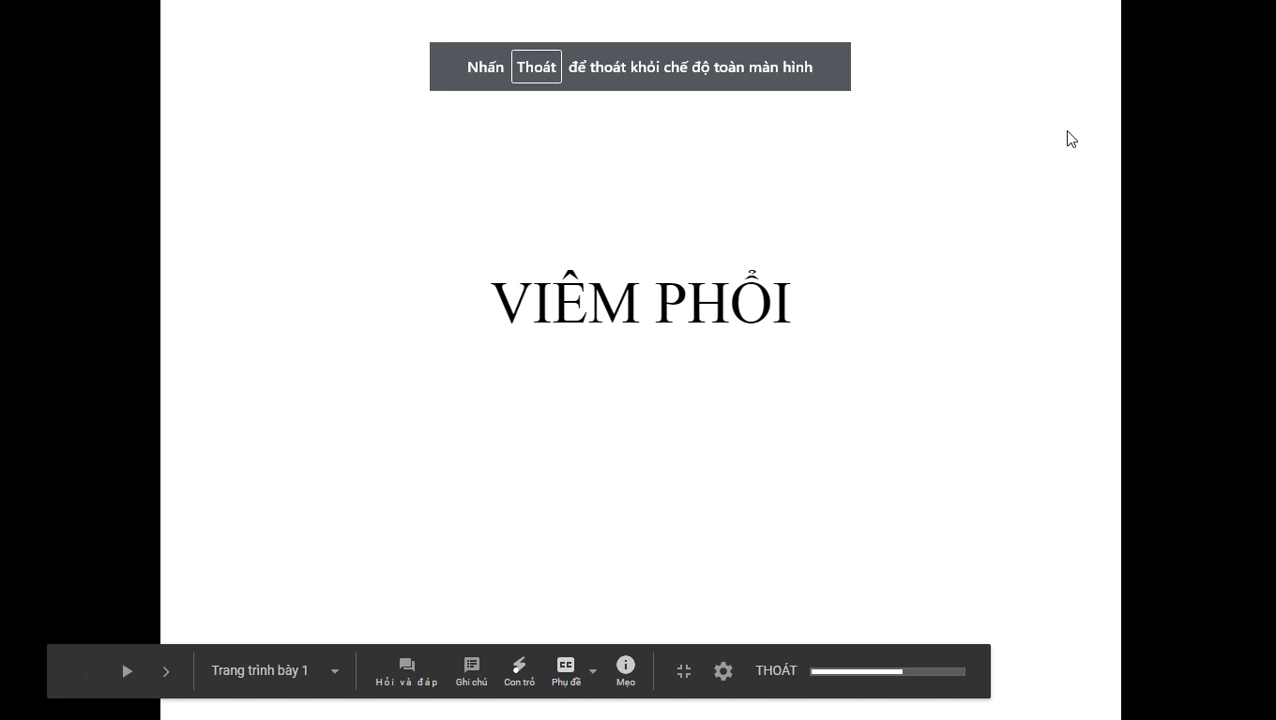 Nhấn Thoát để thoát khỏi chế độ toàn màn hình
VIÊM PHỔI
Trang trình bày 1
Hỏi và đáp
Ghi chú
Con trỏ
Phụ đề
Mẹo
THOÁT